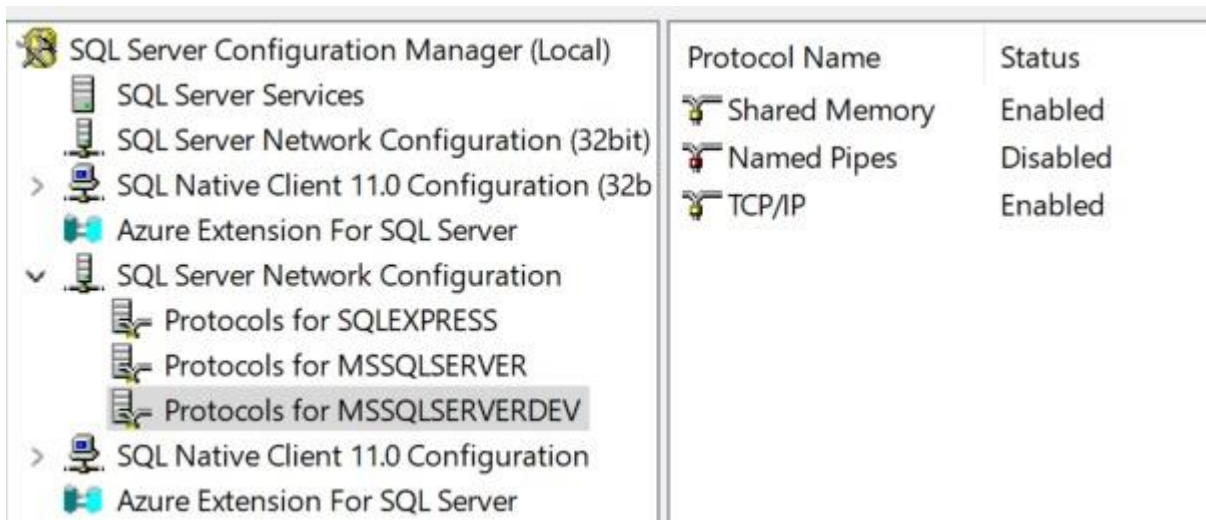 SQL Server Configuration Manager (Local)
SQL Server Services
SQL Server Network Configuration (32bit)
SQL Native Client 11.0 Configuration (32b
Azure Extension For SQL Server
SQL Server Network Configuration
Protocols for SQLEXPRESS
Protocols for MSSQLSERVER
Protocols for MSSQLSERVERDEV
SQL Native Client 11.0 Configuration
Azure Extension For SQL Server
Protocol Name Status
Shared Memory Enabled
Named Pipes Disabled
TCP/IP Enabled